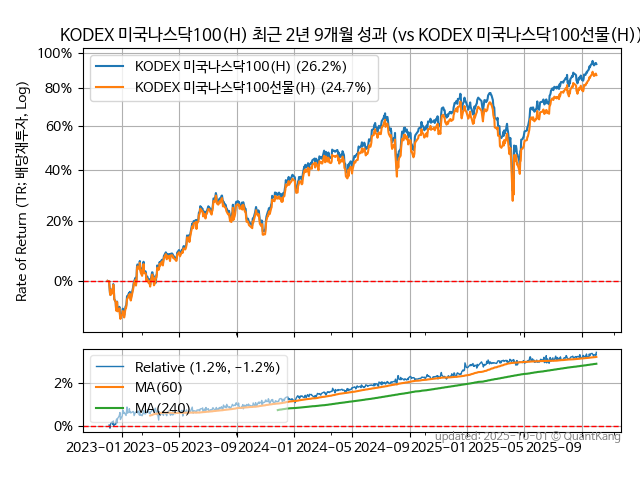 KODEX 미국나스닥100(H) 최근 2년 9개월 성과 (vs KODEX 미국나스닥100선물(H))
Rate of Return (TR: 배당재투자, Log)
100%
80%
60%
40%
20%
0%
KODEX 미국나스닥100(H) (26.2%)
KODEX 미국나스닥100선물(H) (24.7%)
2%
0%
Relative (1.2%, -1.2%)
MA(60)
MA(240)
2023-01 2023-05 2023-09 2024-01 2024-05 2024-09 2025-01 2025-05 2025-09
updated: 2025-10-01 © QuantKang